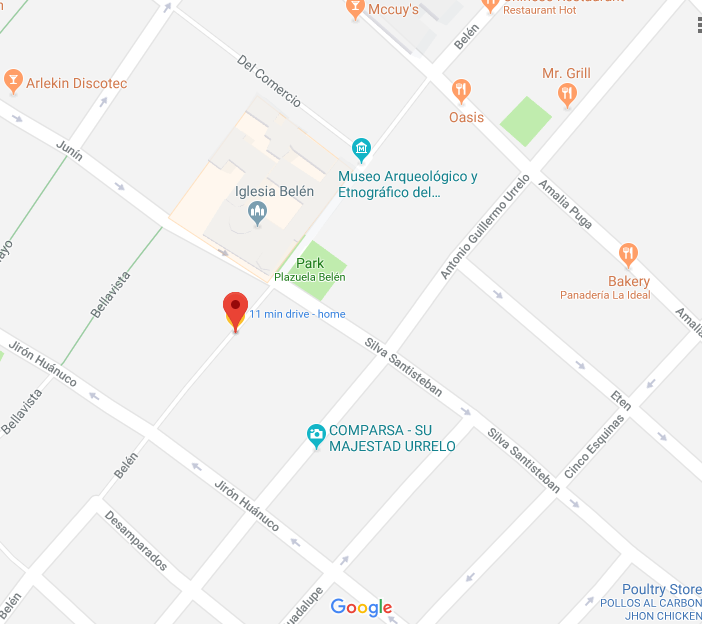 Mccuy's
Restaurant Hot
Belén
Arlekin Discotec
Del Comercio
Mr. Grill
Oasis
Junín
Museo Arqueológico y
Etnográfico del...
Iglesia Belén
Amalia Puga
Antonio Guillermo Urrelo
Park
Plazuela Belén
Bakery
Panadería La Ideal
Bellavista
11 min drive - home
Amalia
Jirón Huánuco
Silva Santisteban
Bellavista
Eten
COMPARSA - SU
MAJESTAD URRELO
Silva Santisteban
Cinco Esquinas
Belén
Jirón Huánuco
Desamparados
Poultry Store
POLLOS AL CARBON
JHON CHICKEN
Google
Belén